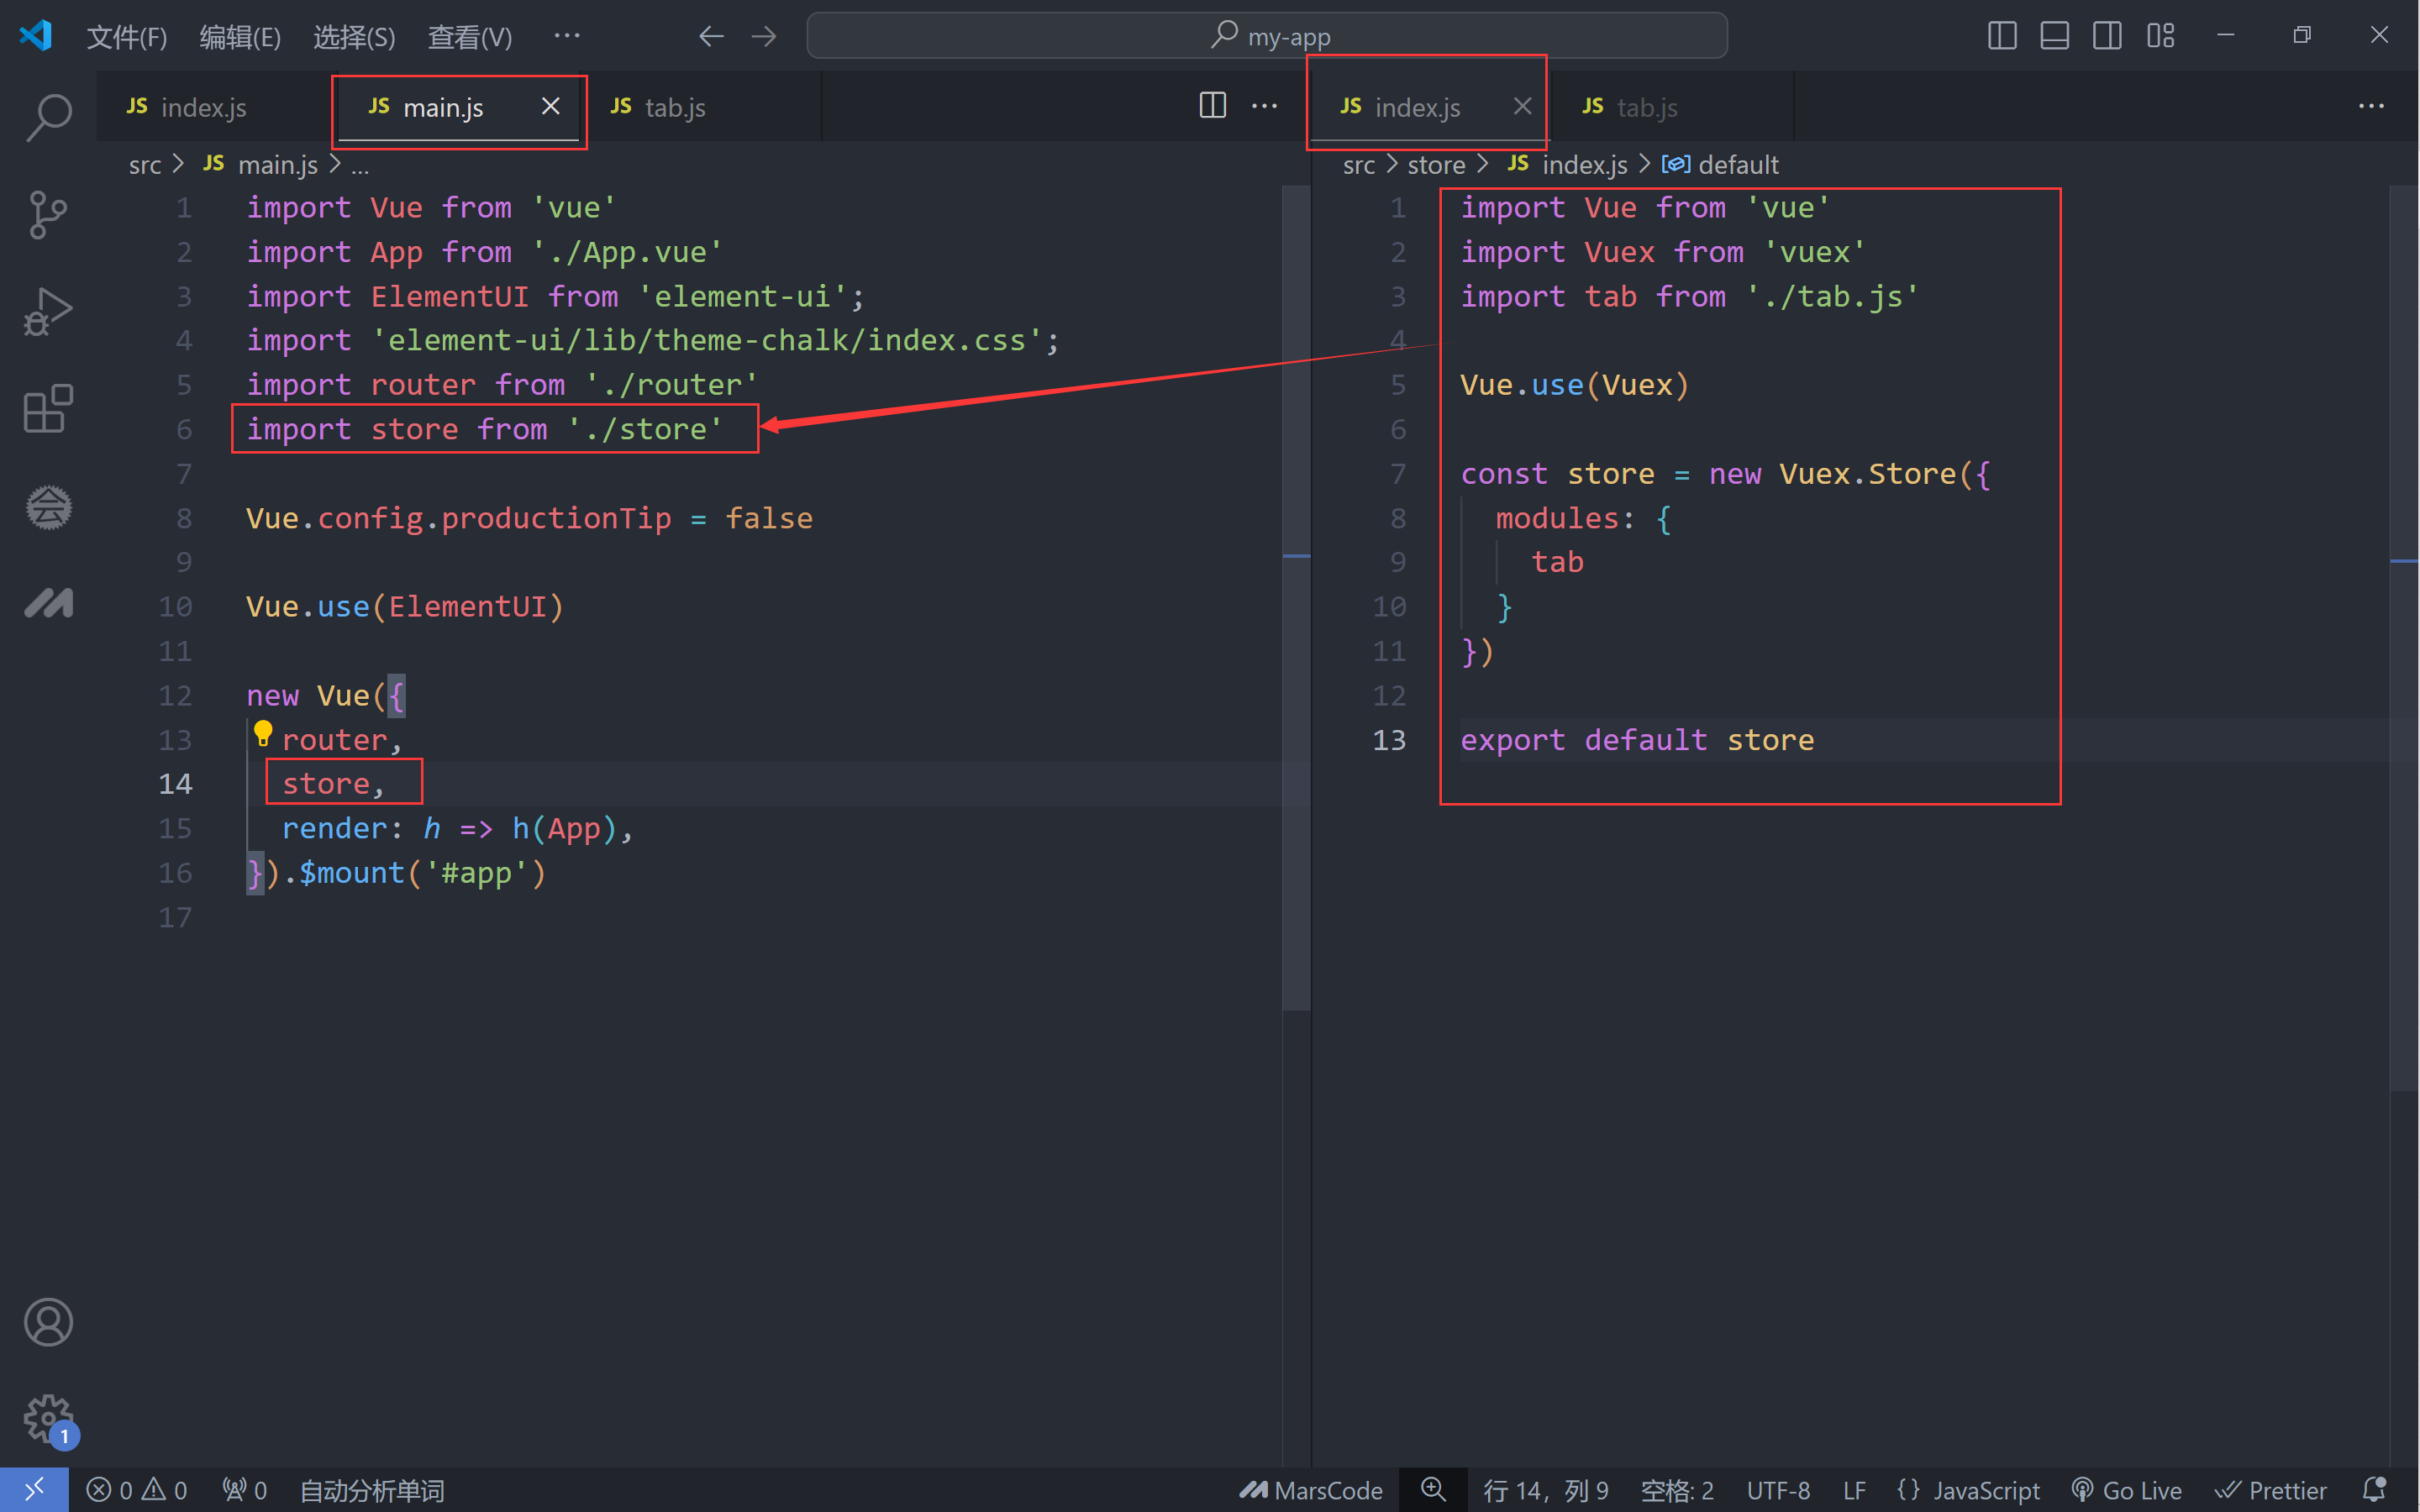 文件(F) 编辑(E) 选择(S) 查看(V) ··· my-app
JS index.js JS main.js JS tab.js
src > JS main.js > ...
1 import Vue from 'vue'
2 import App from './App.vue'
3 import ElementUI from 'element-ui';
4 import 'element-ui/lib/theme-chalk/index.css';
5 import router from './router'
6 import store from './store'
7
8 Vue.config.productionTip = false
9
10 Vue.use(ElementUI)
11
12 new Vue({
13 router,
14 store,
15 render: h => h(App),
16 }).$mount('#app')
17
JS index.js JS tab.js
src > store > JS index.js > default
1 import Vue from 'vue'
2 import Vuex from 'vuex'
3 import tab from './tab.js'
4
5 Vue.use(Vuex)
6
7 const store = new Vuex.Store({
8 modules: {
9 tab
10 }
11 })
12
13 export default store
1
0 0 0 自动分析单词 MarsCode 行 14，列 9 空格: 2 UTF-8 LF {} JavaScript Go Live Prettier